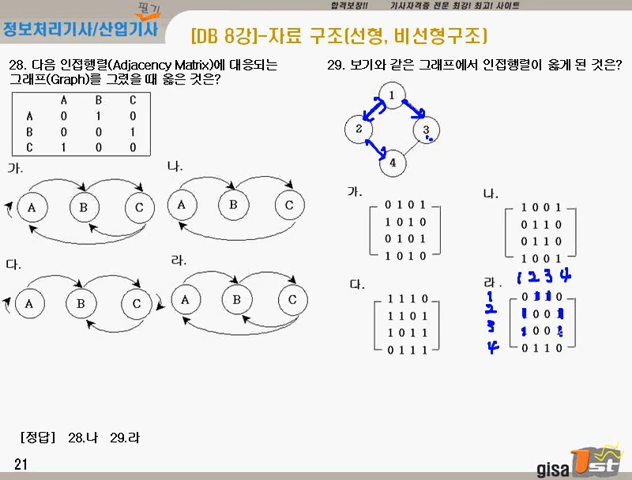 합격보장!! 기사자격증 전문 최강! 최고! 사이트
필기
정보처리기사/산업기사
[DB 8강]-자료 구조(선형, 비선형구조)
28. 다음 인접행렬(Adjacency Matrix)에 대응되는
그래프(Graph)를 그렸을 때 옳은 것은?
A B C
A 0 1 0
B 0 0 1
C 1 0 0
가.
A B C
나.
A B C
다.
A B C
라.
A B C
29. 보기와 같은 그래프에서 인접행렬이 옳게 된 것은?
1
2 3
4
가.
0 1 0 1
1 0 1 0
0 1 0 1
1 0 1 0
나.
1 0 0 1
0 1 1 0
0 1 1 0
1 0 0 1
다.
1 1 1 0
1 1 0 1
1 0 1 1
0 1 1 1
라.
1 2 3 4
1 0 1 1 0
2 1 0 0 1
3 1 0 0 1
4 0 1 1 0
[정답] 28.나 29.라
21
gisa 1st